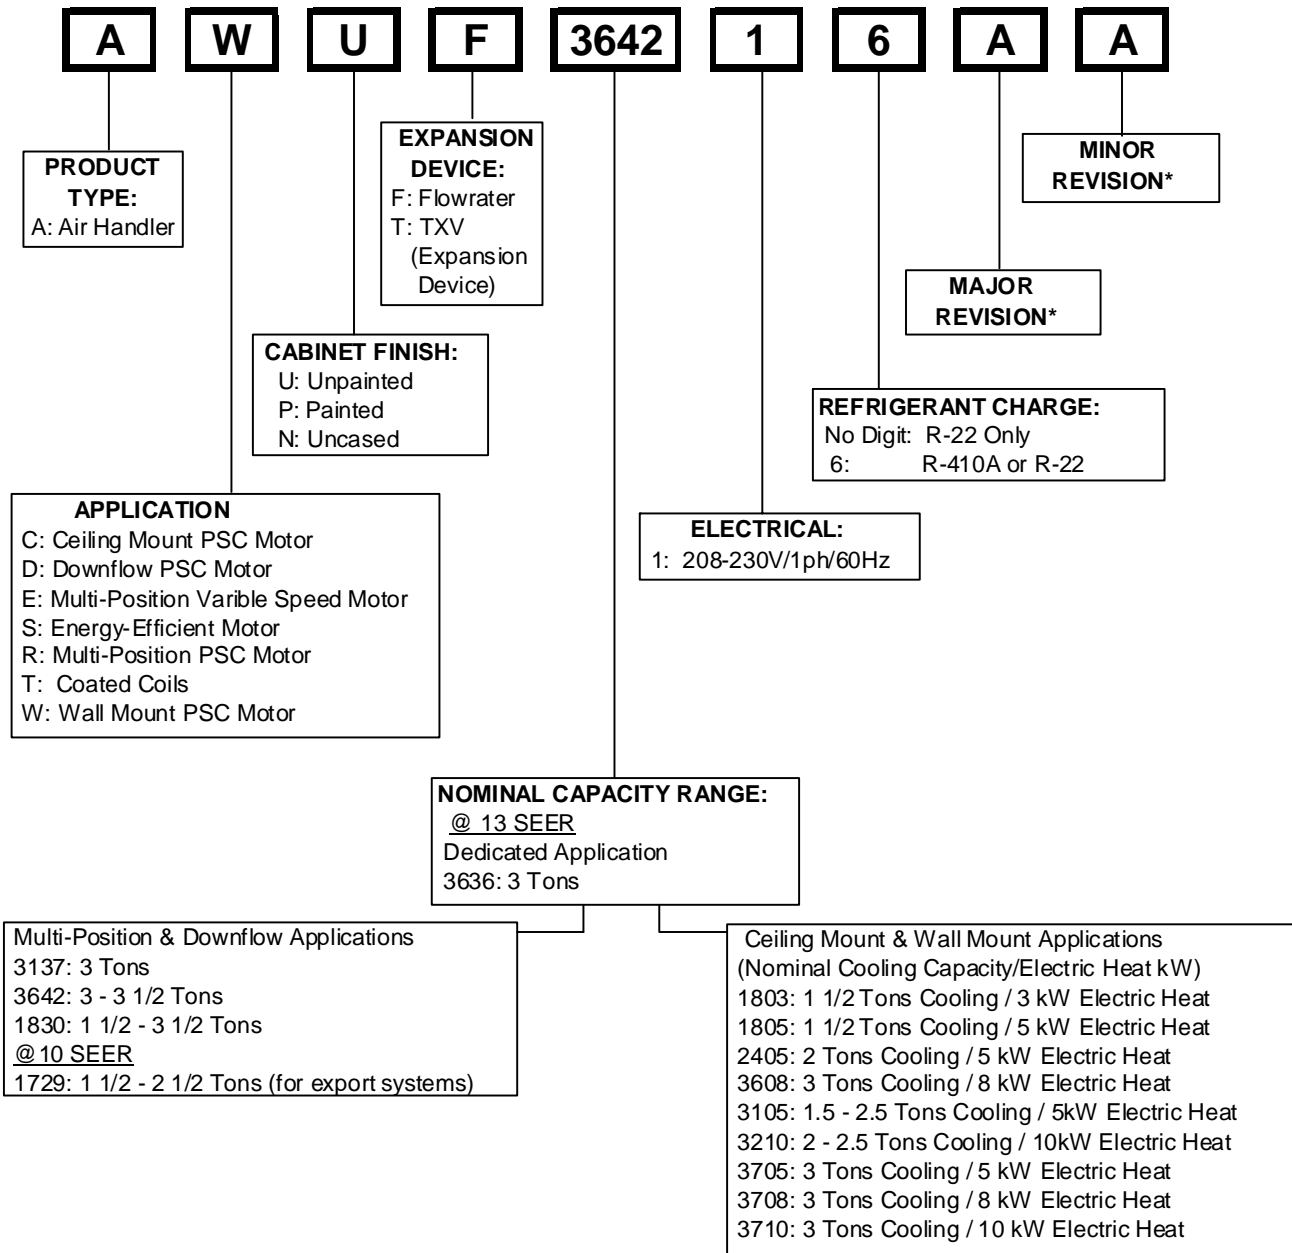 A W U F 3642 1 6 A A
PRODUCT
TYPE:
A: Air Handler
EXPANSION
DEVICE:
F: Flowrater
T: TXV
(Expansion
Device)
MINOR
REVISION*
MAJOR
REVISION*
CABINET FINISH:
U: Unpainted
P: Painted
N: Uncased
REFRIGERANT CHARGE:
No Digit: R-22 Only
6: R-410A or R-22
APPLICATION
C: Ceiling Mount PSC Motor
D: Downflow PSC Motor
E: Multi-Position Varible Speed Motor
S: Energy-Efficient Motor
R: Multi-Position PSC Motor
T: Coated Coils
W: Wall Mount PSC Motor
ELECTRICAL:
1: 208-230V/1ph/60Hz
NOMINAL CAPACITY RANGE:
@ 13 SEER
Dedicated Application
3636: 3 Tons
Multi-Position & Downflow Applications
3137: 3 Tons
3642: 3 - 3 1/2 Tons
1830: 1 1/2 - 3 1/2 Tons
@10 SEER
1729: 1 1/2 - 2 1/2 Tons (for export systems)
Ceiling Mount & Wall Mount Applications
(Nominal Cooling Capacity/Electric Heat kW)
1803: 1 1/2 Tons Cooling / 3 kW Electric Heat
1805: 1 1/2 Tons Cooling / 5 kW Electric Heat
2405: 2 Tons Cooling / 5 kW Electric Heat
3608: 3 Tons Cooling / 8 kW Electric Heat
3105: 1.5 - 2.5 Tons Cooling / 5kW Electric Heat
3210: 2 - 2.5 Tons Cooling / 10kW Electric Heat
3705: 3 Tons Cooling / 5 kW Electric Heat
3708: 3 Tons Cooling / 8 kW Electric Heat
3710: 3 Tons Cooling / 10 kW Electric Heat